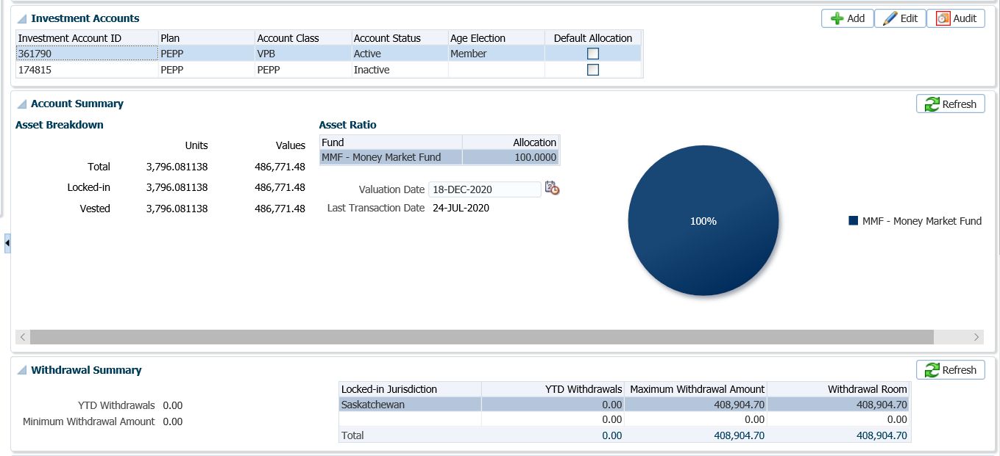 Investment Accounts Add Edit Audit
Investment Account ID Plan Account Class Account Status Age Election Default Allocation
361790 PEPP VPB Active Member
174815 PEPP PEPP Inactive
Account Summary Refresh
Asset Breakdown
Units Values
Total 3,796.081138 486,771.48
Locked-in 3,796.081138 486,771.48
Vested 3,796.081138 486,771.48
Asset Ratio
Fund Allocation
MMF - Money Market Fund 100.0000
Valuation Date 18-DEC-2020
Last Transaction Date 24-JUL-2020
100%
MMF - Money Market Fund
Withdrawal Summary Refresh
YTD Withdrawals 0.00
Minimum Withdrawal Amount 0.00
Locked-in Jurisdiction YTD Withdrawals Maximum Withdrawal Amount Withdrawal Room
Saskatchewan 0.00 408,904.70 408,904.70
0.00 0.00 0.00
Total 0.00 408,904.70 408,904.70